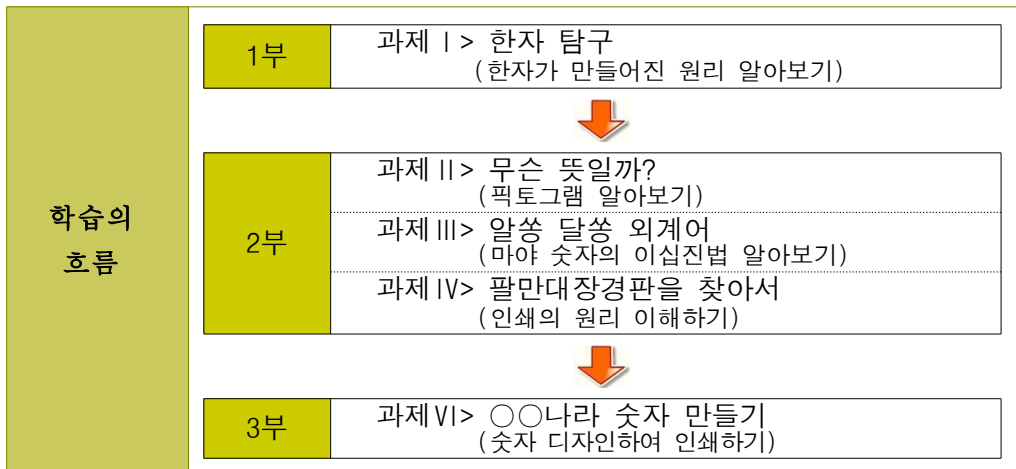 학습의
흐름
1부
과제 Ⅰ> 한자 탐구
(한자가 만들어진 원리 알아보기)
2부
과제 Ⅱ> 무슨 뜻일까?
(픽토그램 알아보기)
과제 Ⅲ> 알쏭 달쏭 외계어
(마야 숫자의 이십진법 알아보기)
과제 Ⅳ> 팔만대장경판을 찾아서
(인쇄의 원리 이해하기)
3부
과제 Ⅵ> ○○나라 숫자 만들기
(숫자 디자인하여 인쇄하기)